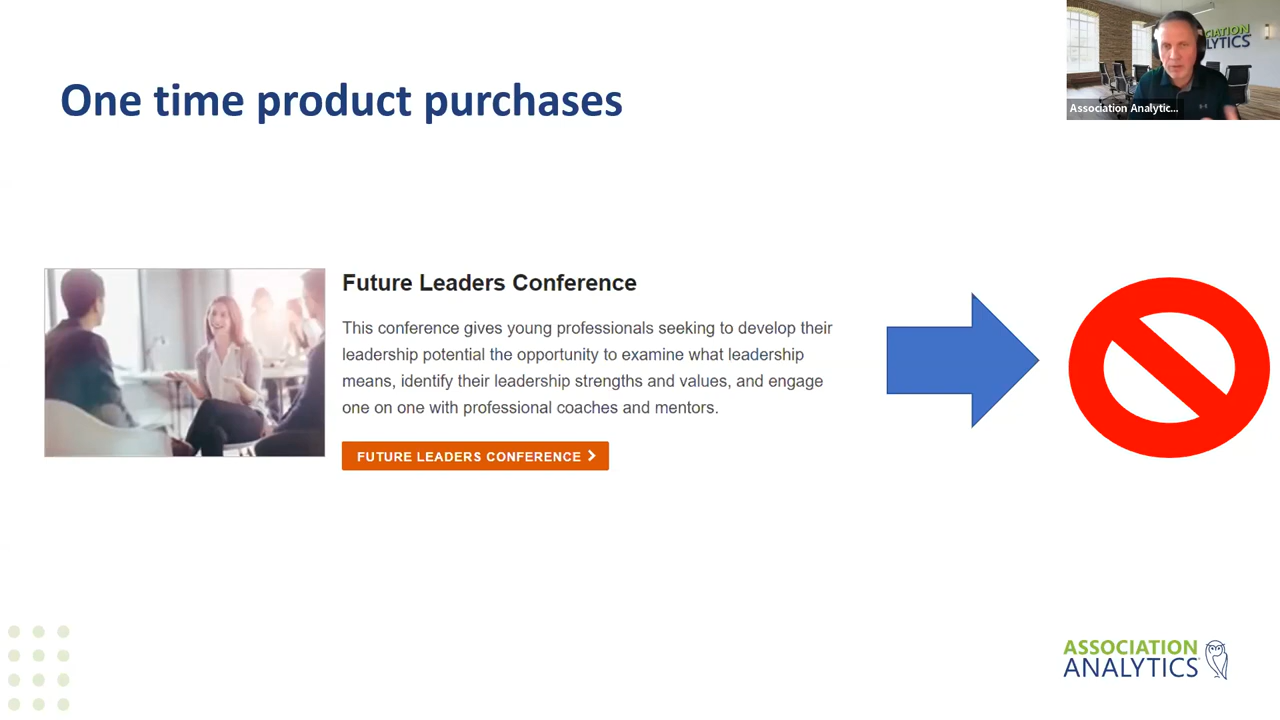 One time product purchases
CIATION
LYTICS
Association Analytic...
Future Leaders Conference
This conference gives young professionals seeking to develop their
leadership potential the opportunity to examine what leadership
means, identify their leadership strengths and values, and engage
one on one with professional coaches and mentors.
FUTURE LEADERS CONFERENCE
ASSOCIATION
ANALYTICS